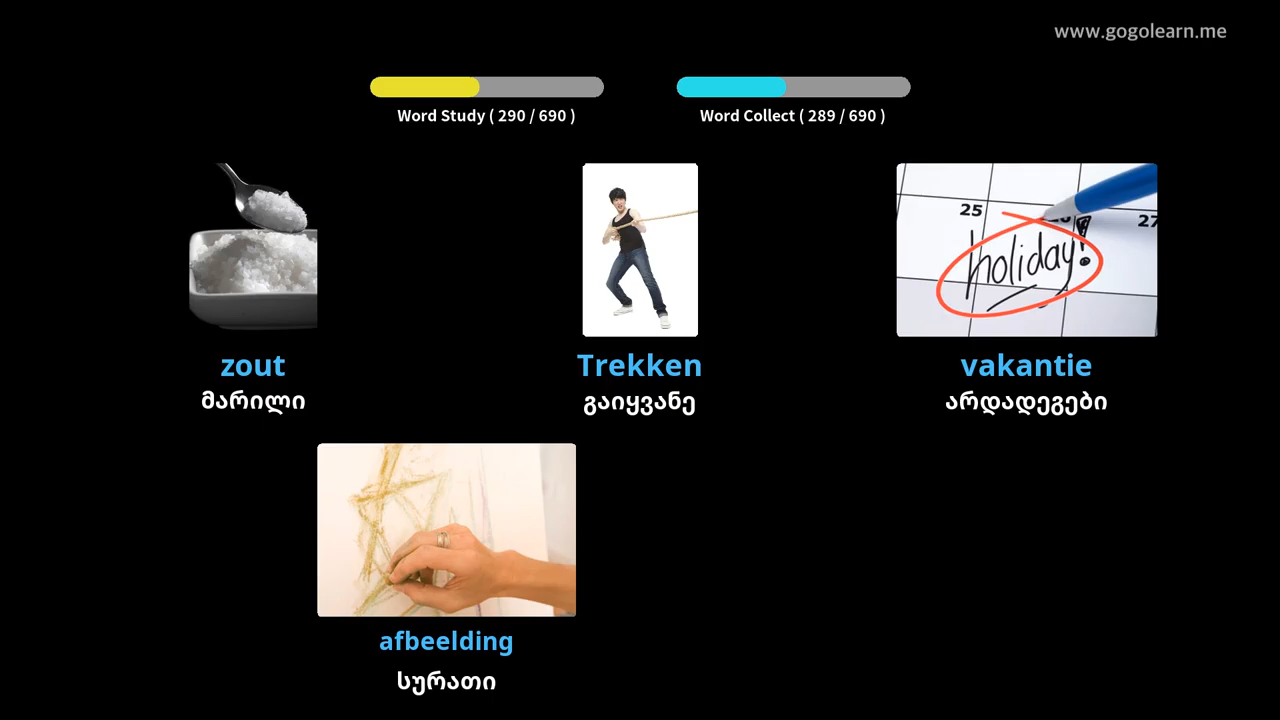 www.gogolearn.me
Word Study ( 290 / 690 )
Word Collect ( 289 / 690 )
25
27
holiday!
zout
Trekken
vakantie
მარილი
გაიყვანე
არდადეგები
afbeelding
სურათი